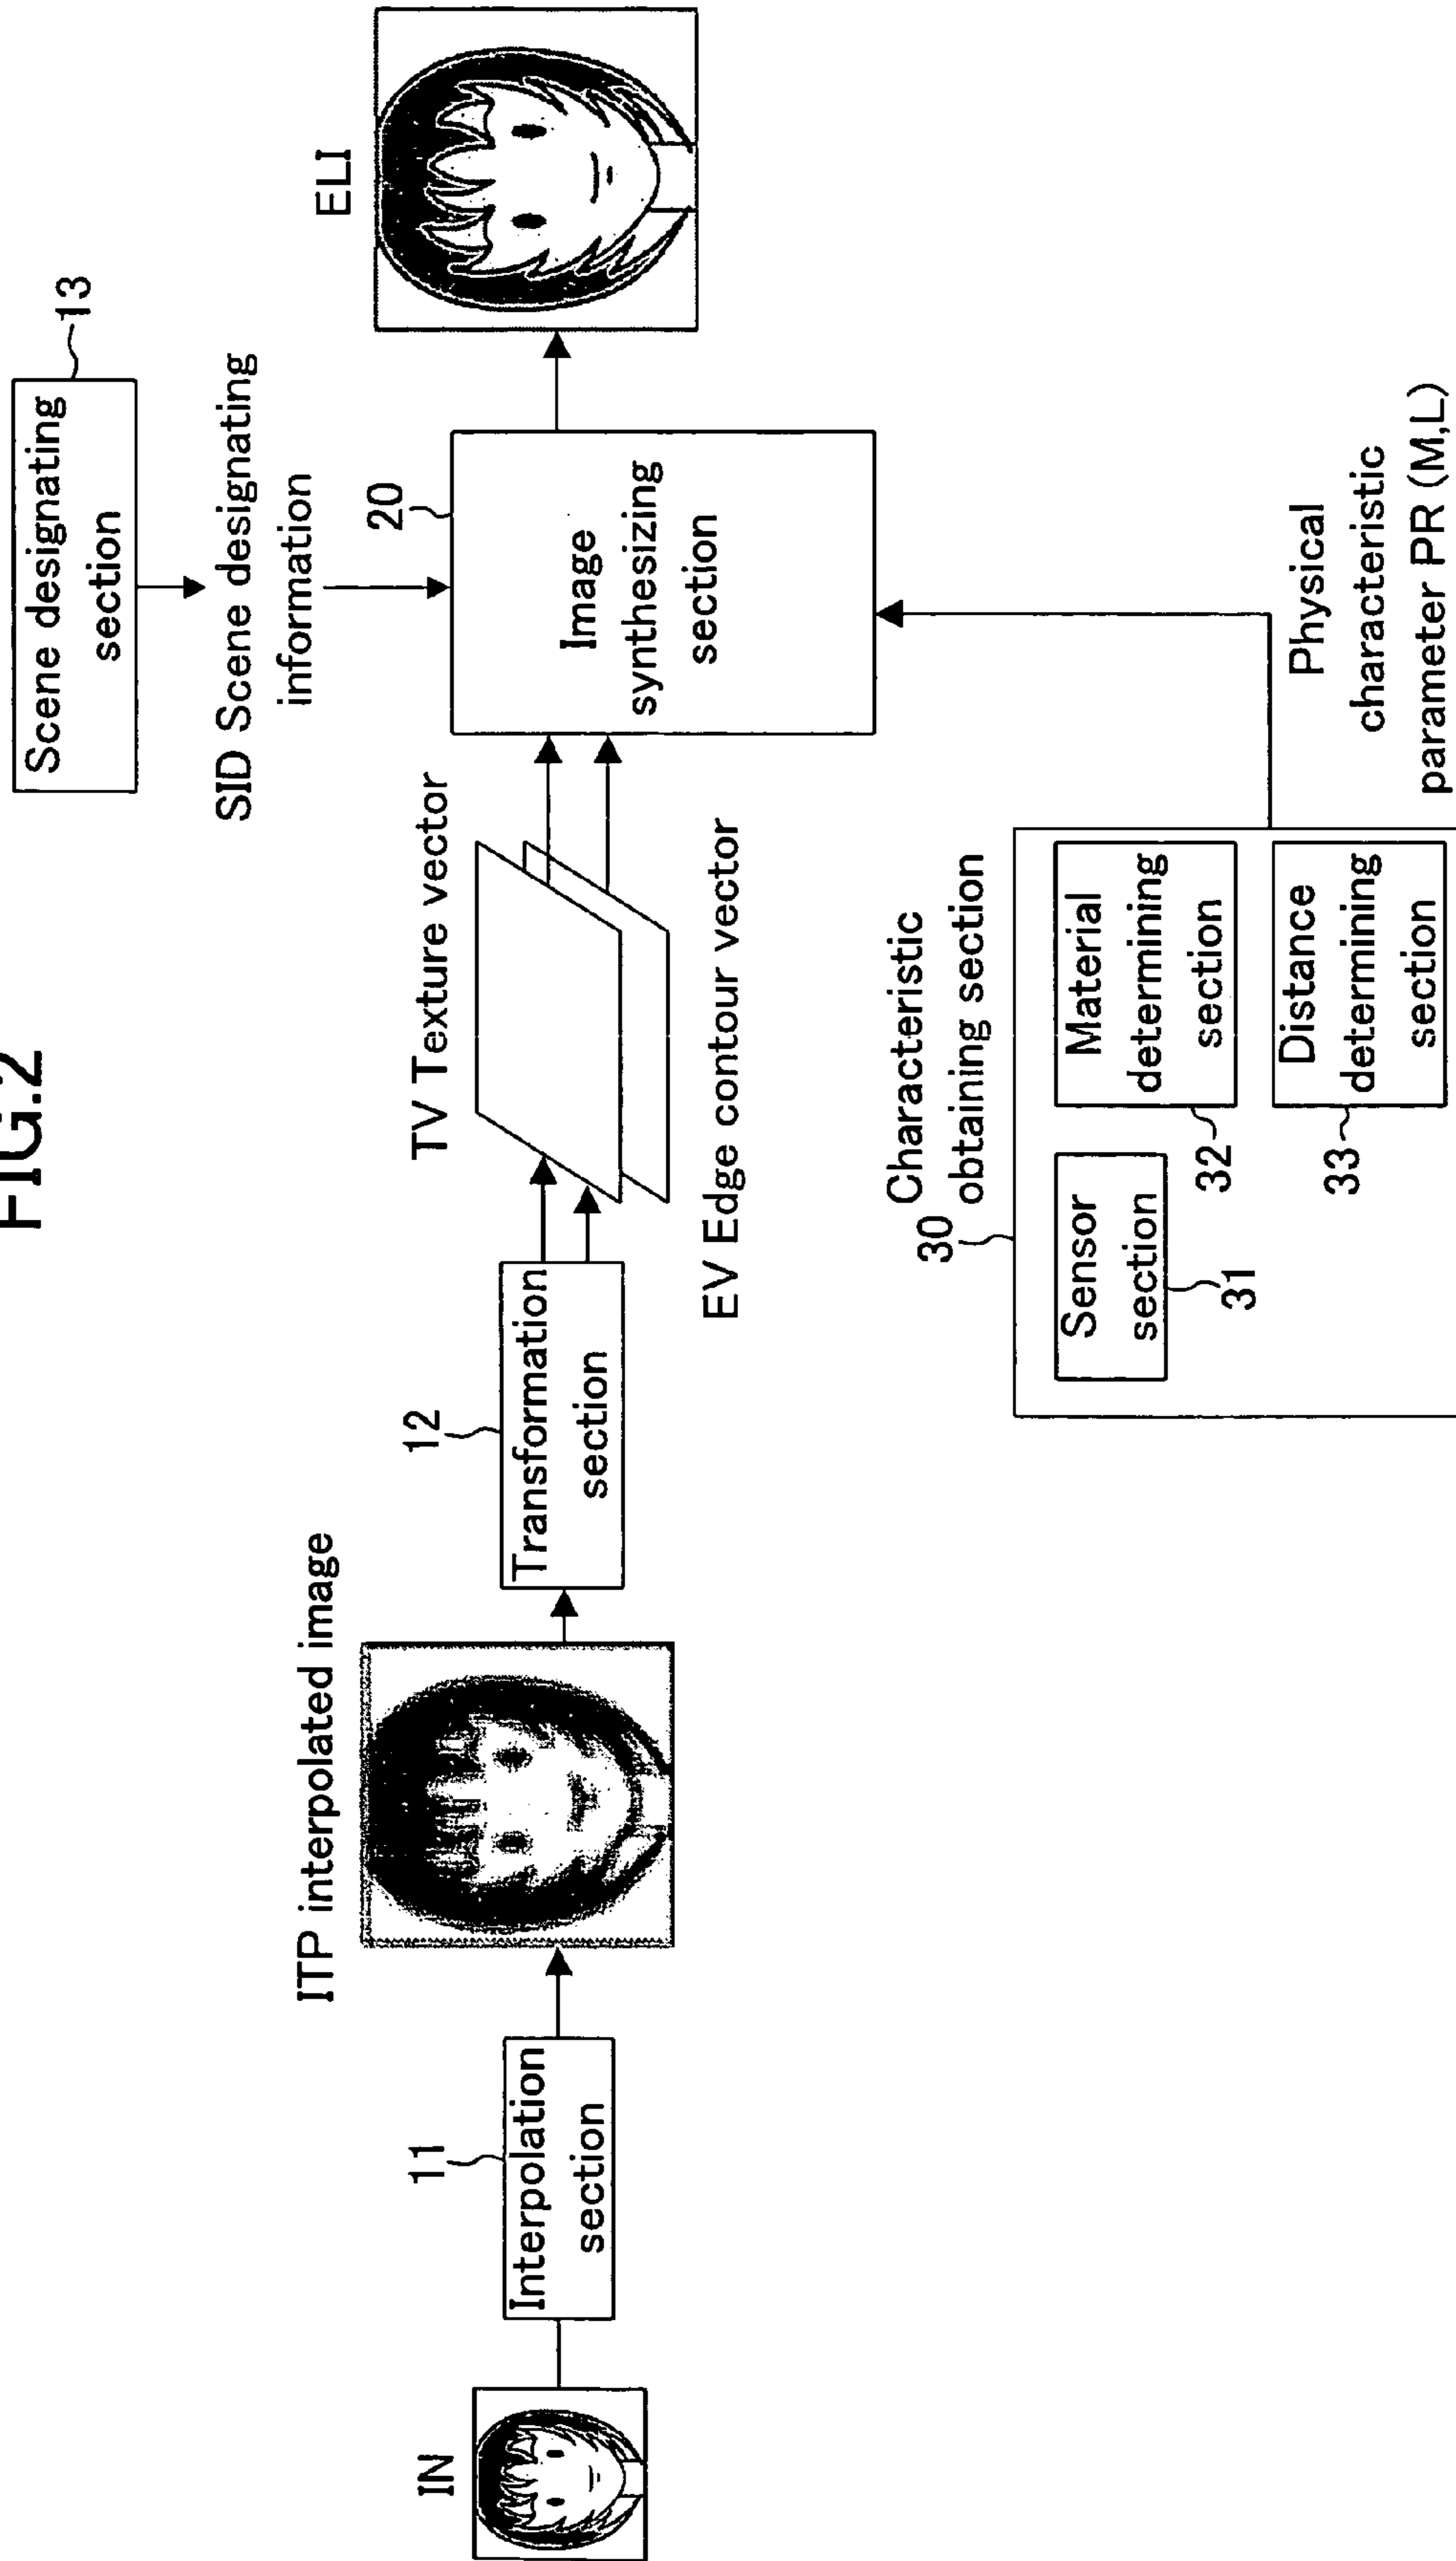 FIG.2
Scene designating
section
13
SID Scene designating
information
ELI
20
Image
synthesizing
section
TV Texture vector
EV Edge contour vector
12
Transformation
section
ITP interpolated image
11
Interpolation
section
IN
Characteristic
obtaining section
30
Sensor
section
31
Material
determining
section
32
Distance
determining
section
33
Physical
characteristic
parameter PR (M,L)